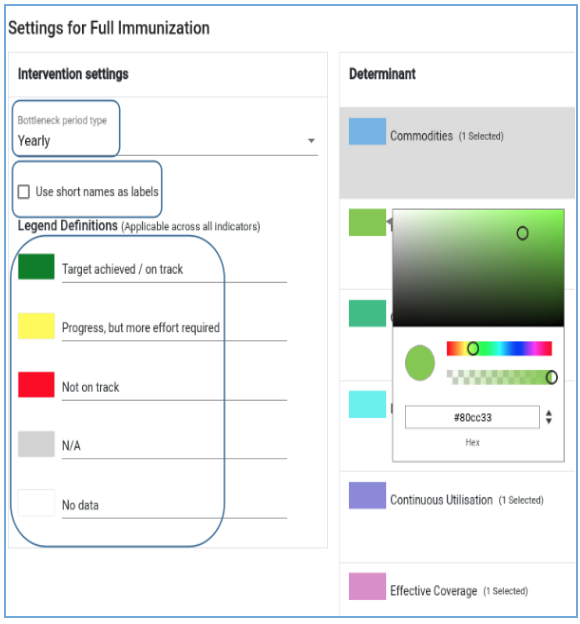 Settings for Full Immunization
Intervention settings
Bottleneck period type
Yearly
Use short names as labels
Legend Definitions (Applicable across all indicators)
Target achieved / on track
Progress, but more effort required
Not on track
N/A
No data
Determinant
Commodities (1 Selected)
#80cc33
Hex
Continuous Utilisation (1 Selected)
Effective Coverage (1 Selected)